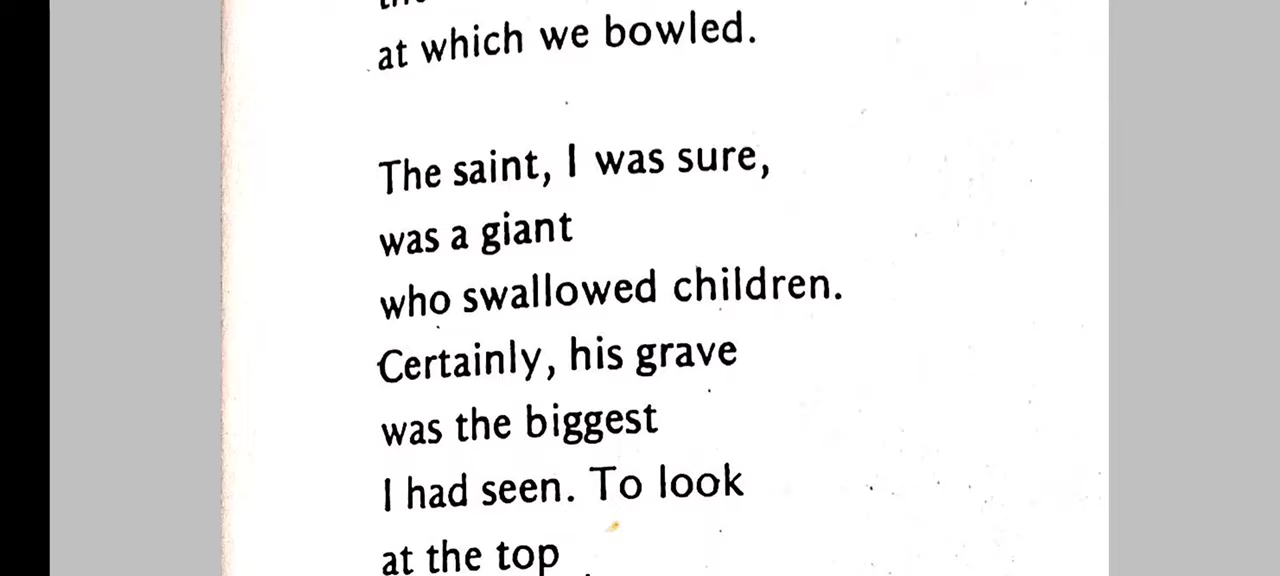 at which we bowled.
The saint, I was sure,
was a giant
who swallowed children.
Certainly, his grave
was the biggest
I had seen. To look
at the top